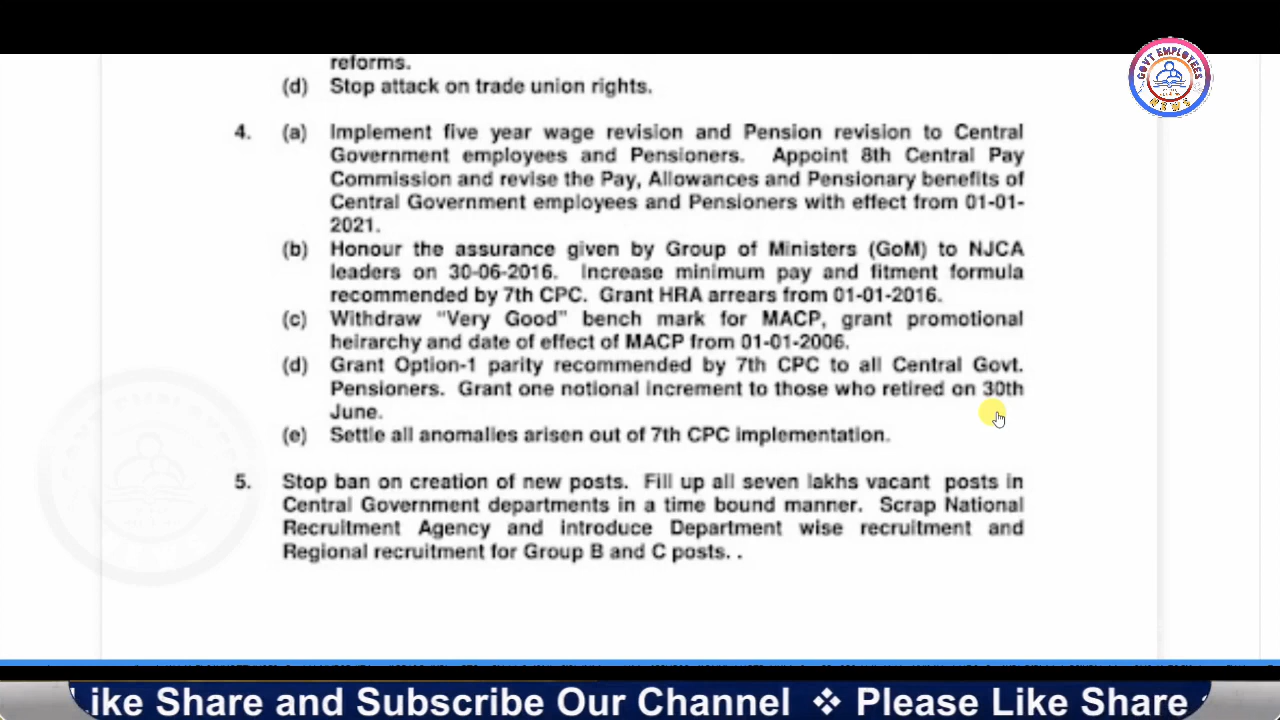 reforms.
(d) Stop attack on trade union rights.
4. (a) Implement five year wage revision and Pension revision to Central
Government employees and Pensioners. Appoint 8th Central Pay
Commission and revise the Pay, Allowances and Pensionary benefits of
Central Government employees and Pensioners with effect from 01-01-
2021.
(b) Honour the assurance given by Group of Ministers (GoM) to NJCA
leaders on 30-06-2016. Increase minimum pay and fitment formula
recommended by 7th CPC. Grant HRA arrears from 01-01-2016.
(c) Withdraw "Very Good" bench mark for MACP, grant promotional
heirarchy and date of effect of MACP from 01-01-2006.
(d) Grant Option-1 parity recommended by 7th CPC to all Central Govt.
Pensioners. Grant one notional increment to those who retired on 30th
June.
(e) Settle all anomalies arisen out of 7th CPC implementation.
5. Stop ban on creation of new posts. Fill up all seven lakhs vacant posts in
Central Government departments in a time bound manner. Scrap National
Recruitment Agency and introduce Department wise recruitment and
Regional recruitment for Group B and C posts. .
GOVT EMPLOYEES
NEWS
ike Share and Subscribe Our Channel ❖ Please Like Share